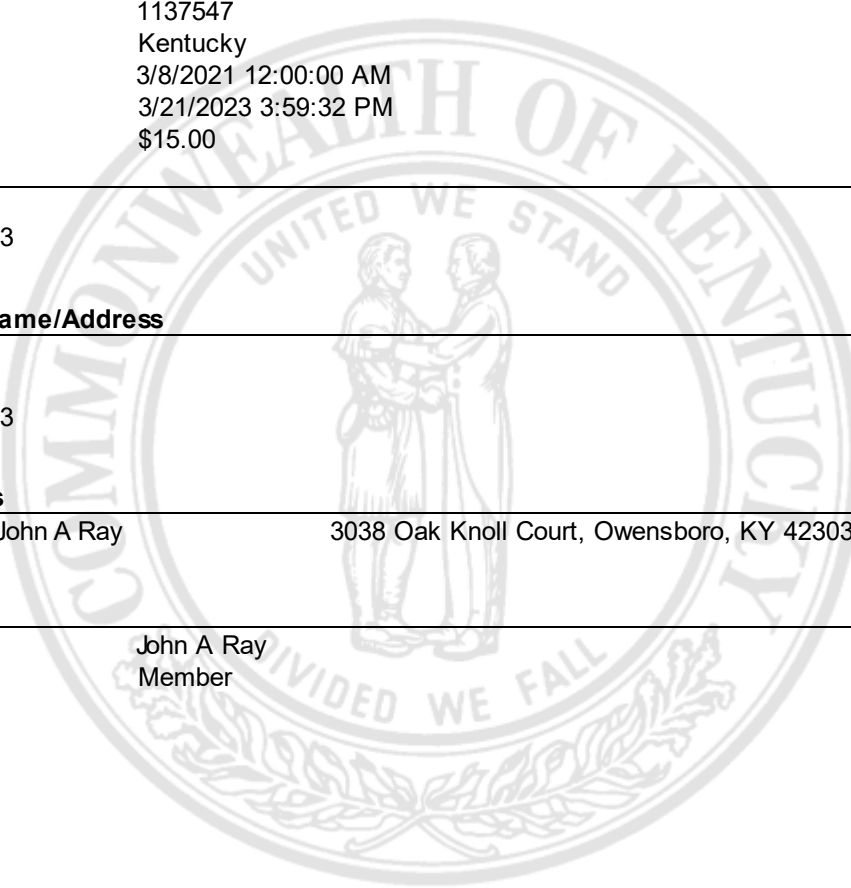 1137547
Kentucky
3/8/2021 12:00:00 AM
3/21/2023 3:59:32 PM
$15.00
3
ame/Address
3
s
John A Ray 3038 Oak Knoll Court, Owensboro, KY 42303
John A Ray
Member
COMMONWEALTH OF KENTUCKY
UNITED WE STAND
DIVIDED WE FALL